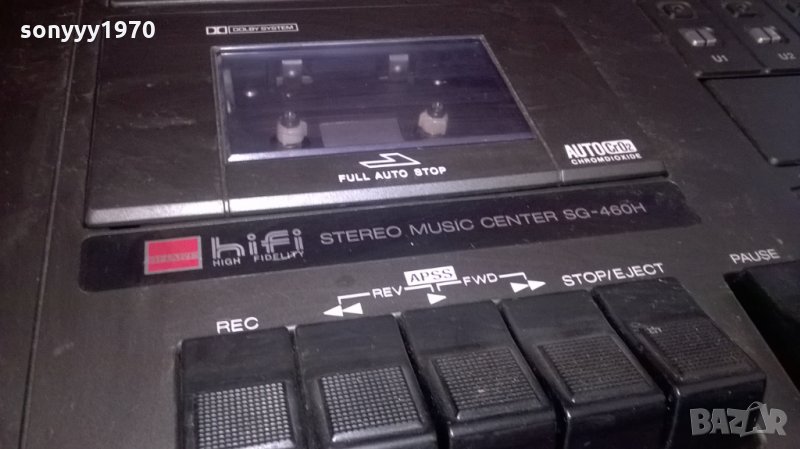 sonyyy1970
DOLBY SYSTEM
U1
U2
FULL AUTO STOP
AUTO CrO2
CHROMDIOXIDE
hifi
HIGH FIDELITY
STEREO MUSIC CENTER SG-460H
REC
REV
APSS
FWD
STOP/EJECT
PAUSE
BAZAR